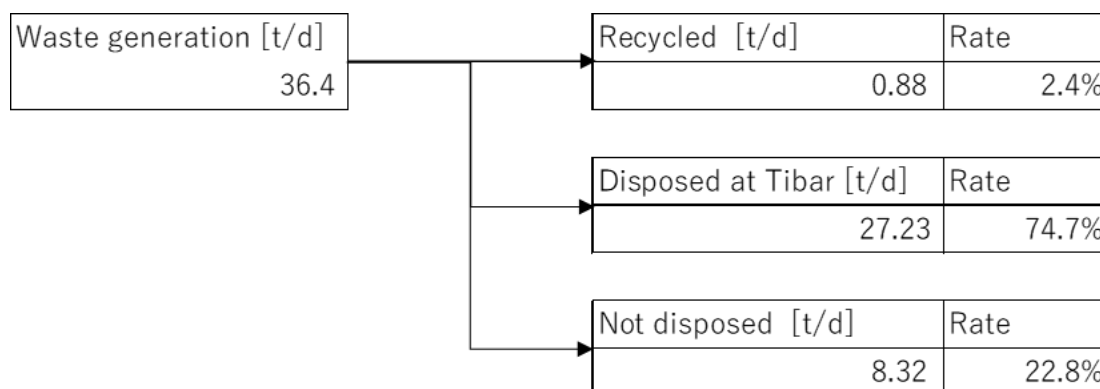 Waste generation [t/d]
36.4
Recycled [t/d] Rate
0.88 2.4%
Disposed at Tibar [t/d] Rate
27.23 74.7%
Not disposed [t/d] Rate
8.32 22.8%